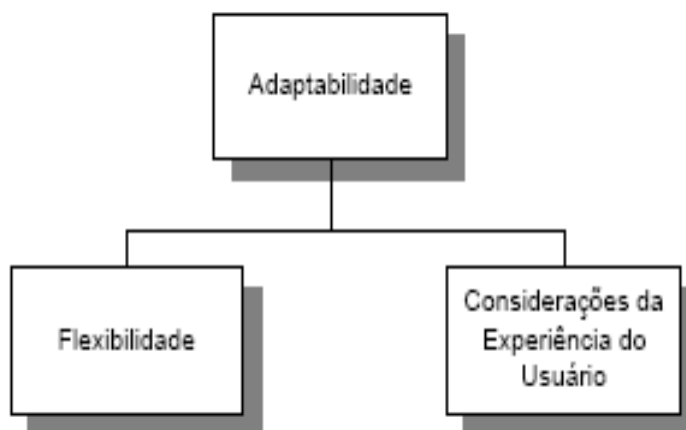 Adaptabilidade
Flexibilidade
Considerações da
Experiência do
Usuário